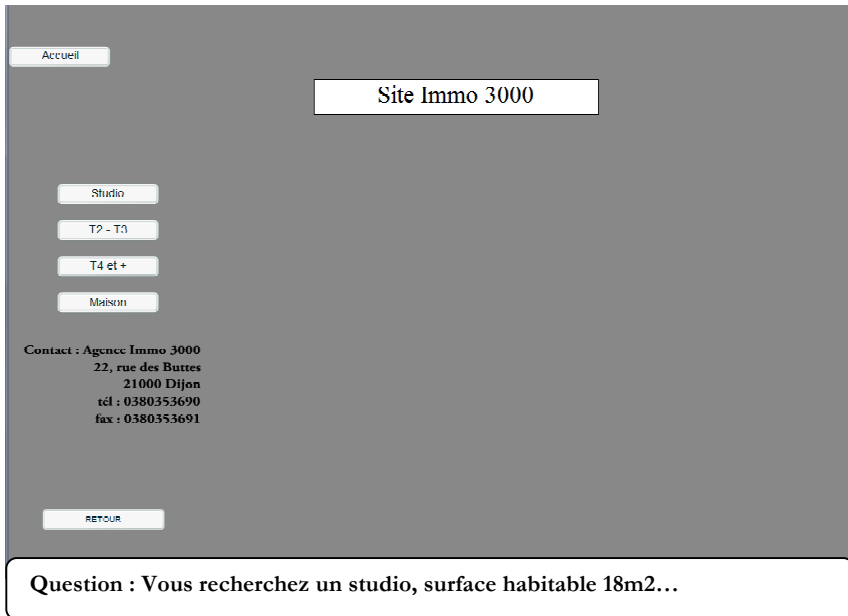 Accueil
Site Immo 3000
Studio
T2 - T3
T4 et +
Maison
Contact : Agence Immo 3000
22, rue des Buttes
21000 Dijon
tél : 0380353690
fax : 0380353691
RETOUR
Question : Vous recherchez un studio, surface habitable 18m2…